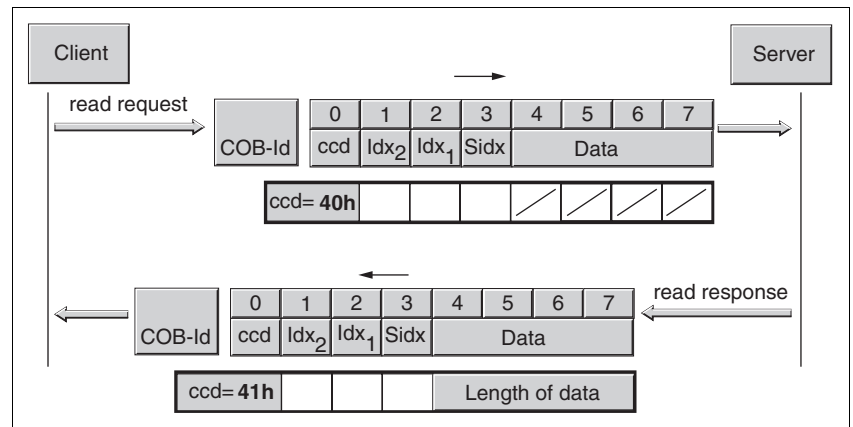 Client
Server
read request
COB-Id
0 1 2 3 4 5 6 7
ccd Idx2 Idx1 Sidx Data
ccd= 40h
read response
COB-Id
0 1 2 3 4 5 6 7
ccd Idx2 Idx1 Sidx Data
ccd= 41h Length of data